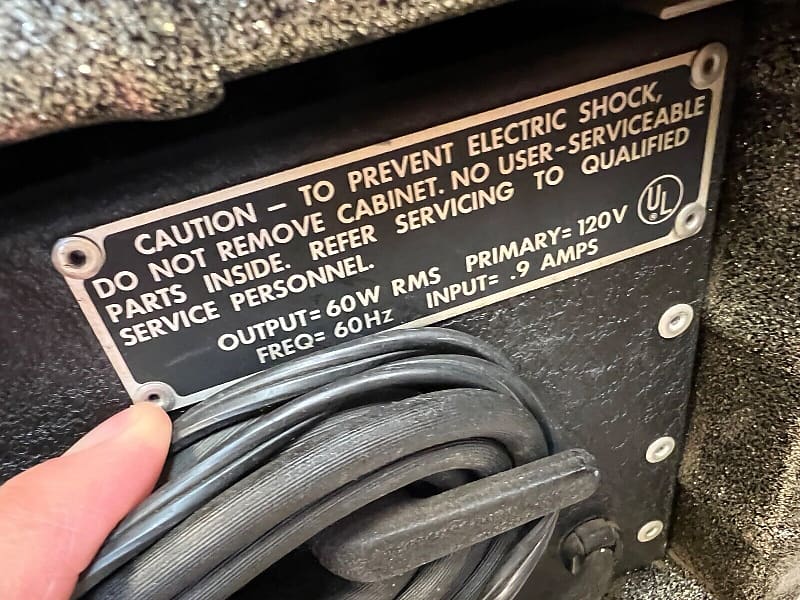 CAUTION – TO PREVENT ELECTRIC SHOCK,
DO NOT REMOVE CABINET. NO USER-SERVICEABLE
PARTS INSIDE. REFER SERVICING TO QUALIFIED
SERVICE PERSONNEL.
OUTPUT= 60W RMS PRIMARY= 120V
FREQ= 60Hz INPUT= .9 AMPS
UL ®